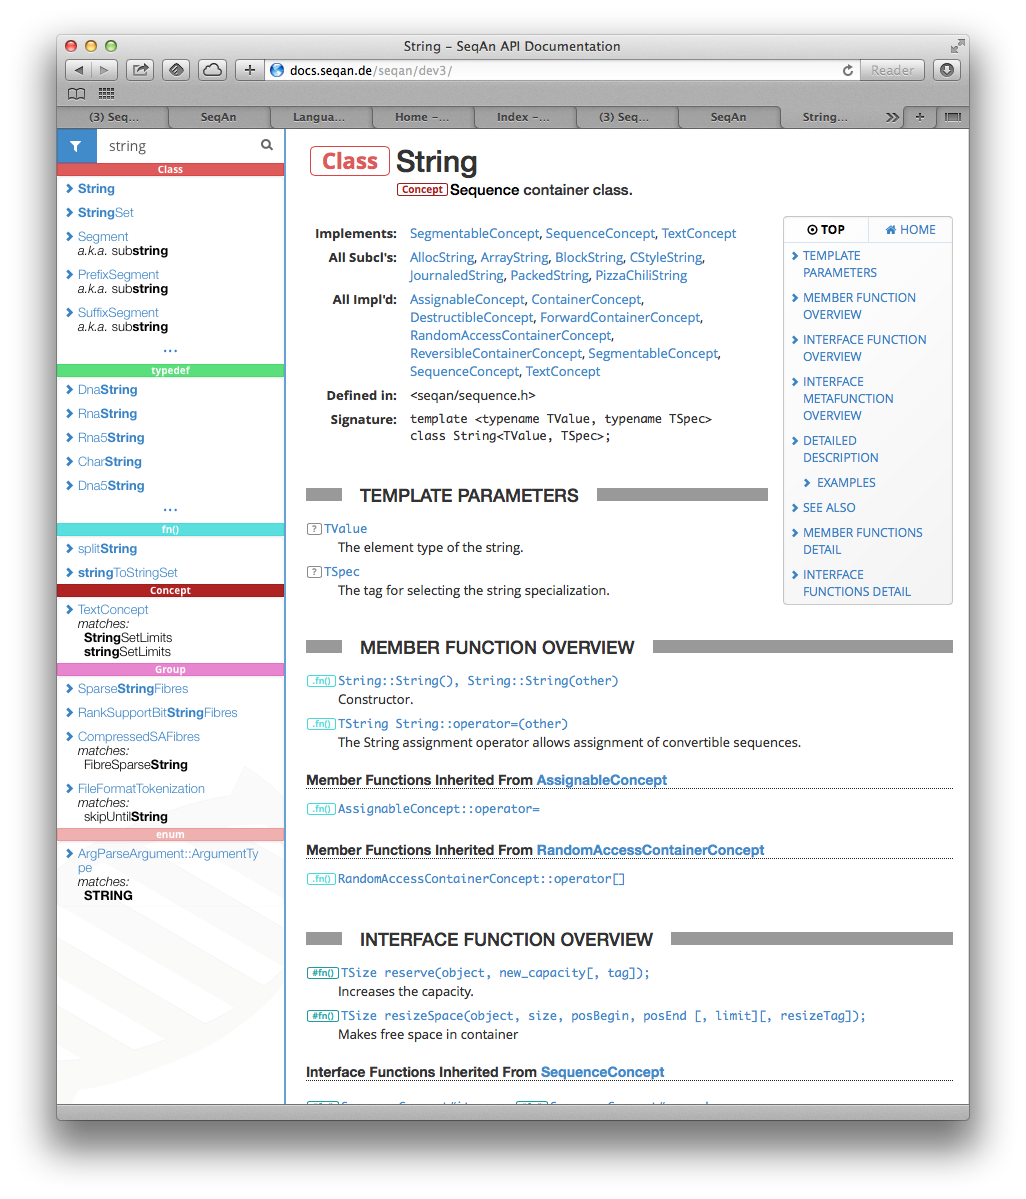 String – SeqAn API Documentation
docs.seqan.de/seqan/dev3/
Reader
(3) Seq...
SeqAn
Langua...
Home –...
Index –...
(3) Seq...
SeqAn
String...
string
Class
String
StringSet
Segment
a.k.a. substring
PrefixSegment
a.k.a. substring
SuffixSegment
a.k.a. substring
...
typedef
DnaString
RnaString
Rna5String
CharString
Dna5String
...
fn()
splitString
stringToStringSet
Concept
TextConcept
matches:
StringSetLimits
stringSetLimits
Group
SparseStringFibres
RankSupportBitStringFibres
CompressedSAFibres
matches:
FibreSparseString
FileFormatTokenization
matches:
skipUntilString
enum
ArgParseArgument::ArgumentTy
pe
matches:
STRING
Class String
Concept Sequence container class.
Implements: SegmentableConcept, SequenceConcept, TextConcept
All Subcl's: AllocString, ArrayString, BlockString, CStyleString,
JournaledString, PackedString, PizzaChiliString
All Impl'd: AssignableConcept, ContainerConcept,
DestructibleConcept, ForwardContainerConcept,
RandomAccessContainerConcept,
ReversibleContainerConcept, SegmentableConcept,
SequenceConcept, TextConcept
Defined in: <seqan/sequence.h>
Signature: template <typename TValue, typename TSpec>
class String<TValue, TSpec>;
TOP
HOME
TEMPLATE
PARAMETERS
MEMBER FUNCTION
OVERVIEW
INTERFACE FUNCTION
OVERVIEW
INTERFACE
METAFUNCTION
OVERVIEW
DETAILED
DESCRIPTION
EXAMPLES
SEE ALSO
MEMBER FUNCTIONS
DETAIL
INTERFACE
FUNCTIONS DETAIL
TEMPLATE PARAMETERS
? TValue
The element type of the string.
? TSpec
The tag for selecting the string specialization.
MEMBER FUNCTION OVERVIEW
.fn() String::String(), String::String(other)
Constructor.
.fn() TString String::operator=(other)
The String assignment operator allows assignment of convertible sequences.
Member Functions Inherited From AssignableConcept
.fn() AssignableConcept::operator=
Member Functions Inherited From RandomAccessContainerConcept
.fn() RandomAccessContainerConcept::operator[]
INTERFACE FUNCTION OVERVIEW
#fn() TSize reserve(object, new_capacity[, tag]);
Increases the capacity.
#fn() TSize resizeSpace(object, size, posBegin, posEnd [, limit][, resizeTag]);
Makes free space in container
Interface Functions Inherited From SequenceConcept